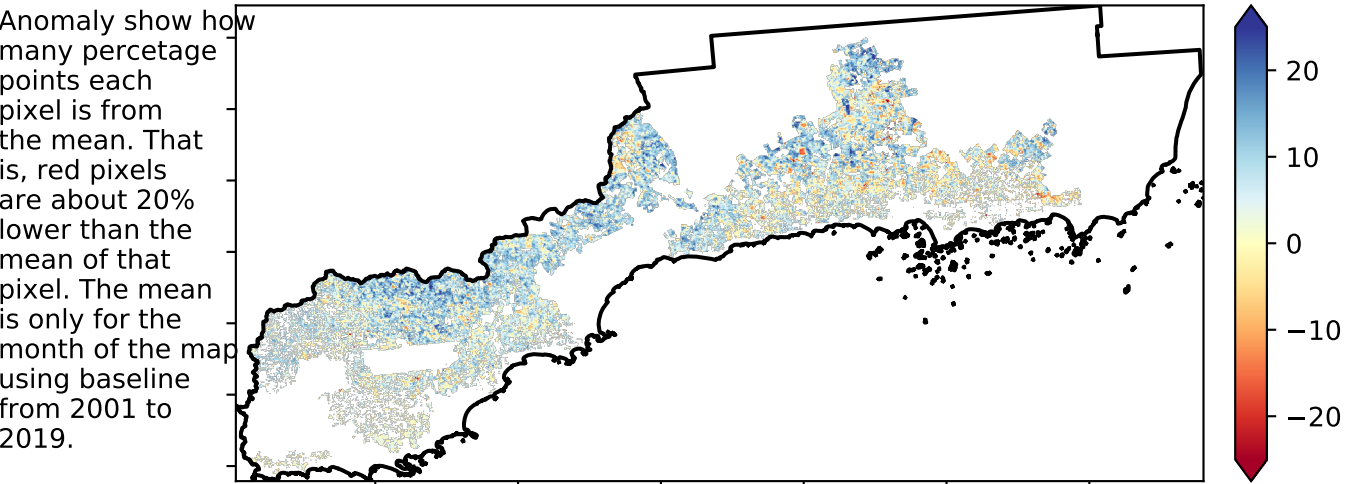 Anomaly show how
many percetage
points each
pixel is from
the mean. That
is, red pixels
are about 20%
lower than the
mean of that
pixel. The mean
is only for the
month of the map
using baseline
from 2001 to
2019.
20
10
0
−10
−20